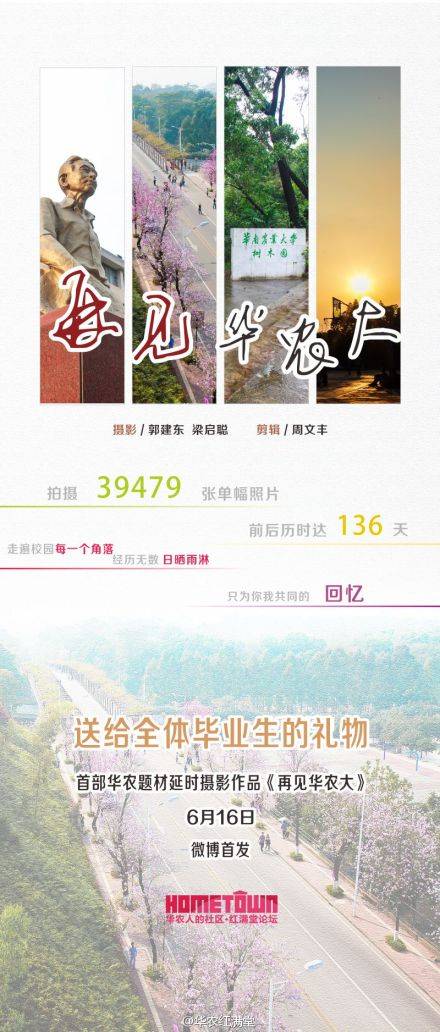 华南农业大学
树木园
再见华农大
摄影 / 郭建东 梁启聪 剪辑 / 周文丰
拍摄 39479 张单幅照片
前后历时达 136 天
走遍校园每一个角落
经历无数 日晒雨淋
只为你我共同的 回忆
送给全体毕业生的礼物
首部华农题材延时摄影作品《再见华农大》
6月16日
微博首发
HOMETOWN
华农人的社区·红满堂论坛
@华农红满堂